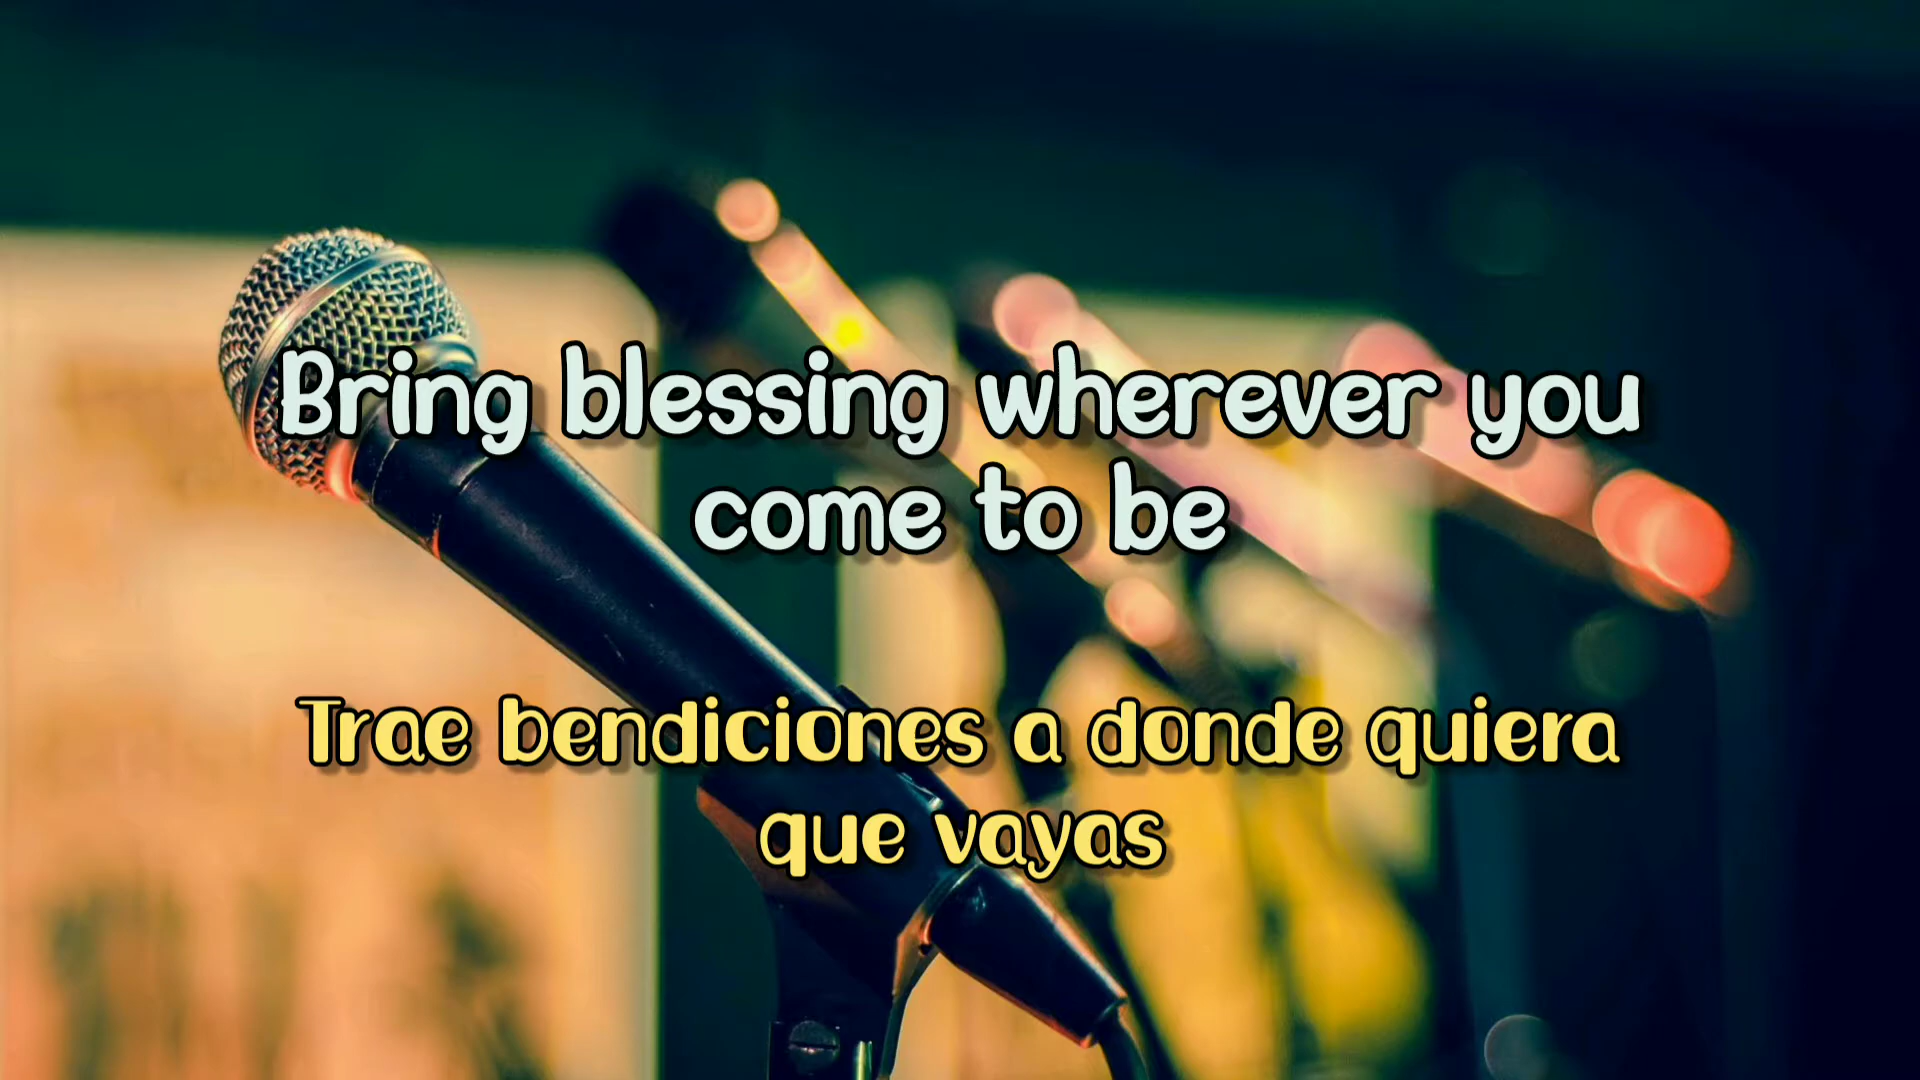 Bring blessing wherever you
come to be
Trae bendiciones a donde quiera
que vayas